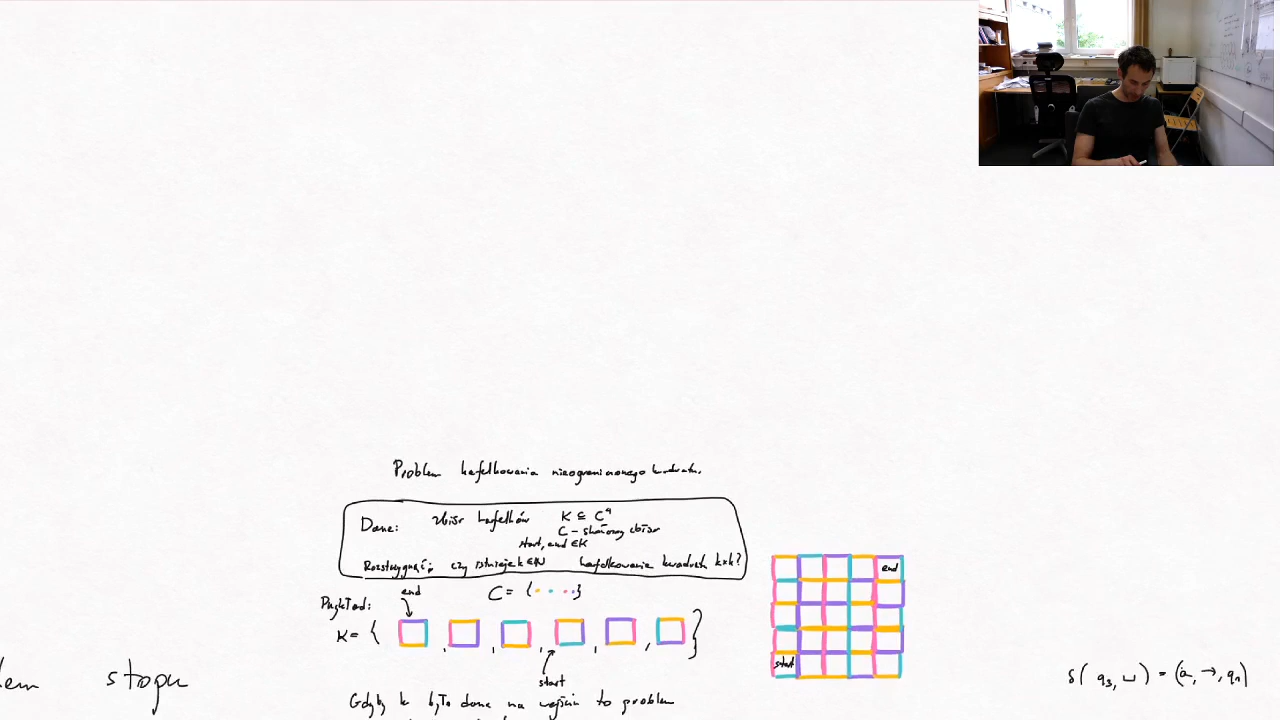 Problem kafelkowania nieograniczonego kwadratu.
Dane: zbiór kafelków K ⊆ C⁴
C - skończony zbiór
start, end ∈ K
Rozstrzygnąć: czy istnieje k ∈ N kafelkowanie kwadratu k×k?
end
C = { · · · · }
Przykład:
K = { , , , , , }
start
end
start
stopu
δ( q₃, ⊔ ) = (a, →, q₁)
Gdyby k było dane na wejściu to problem